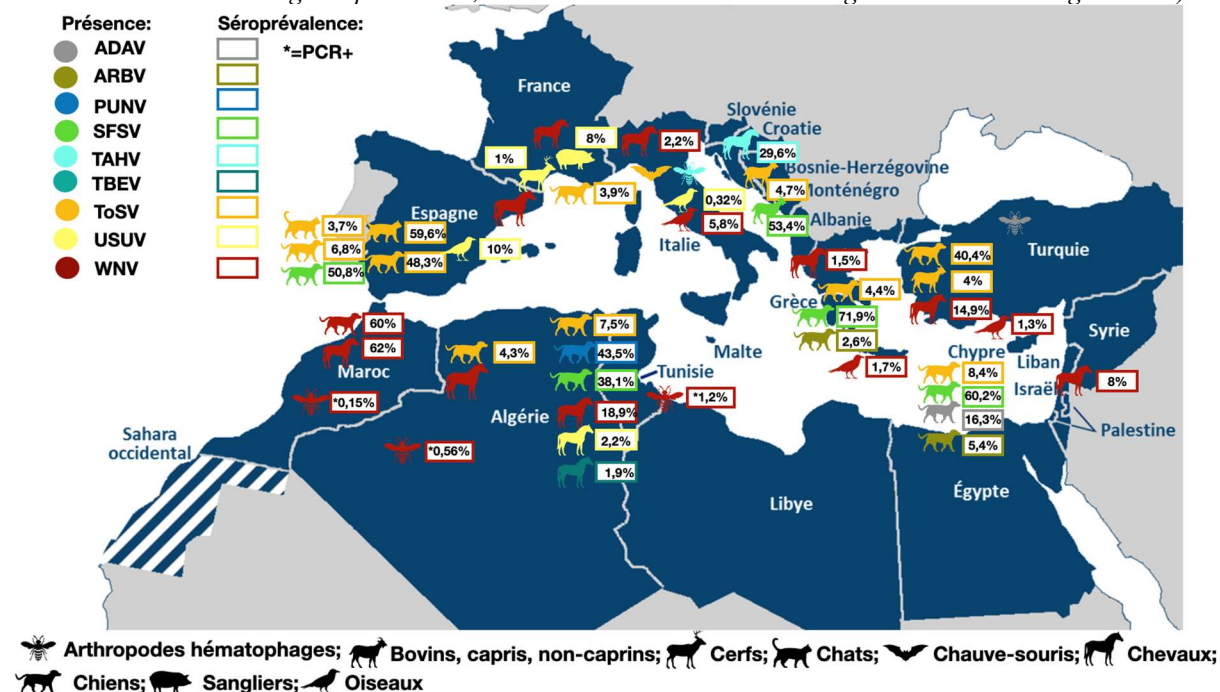 Présence: Séroprévalence:
ADAV *=PCR+
ARBV
PUNV
SFSV
TAHV
TBEV
ToSV
USUV
WNV
France
Slovénie
Croatie
8% 2,2% 29,6%
1% Bosnie-Herzégovine
3,9% 4,7% Monténégro
0,32%
Espagne 5,8% Albanie
3,7% 59,6% 53,4%
6,8% 10% Italie Turquie
50,8% 48,3% 1,5% 40,4%
4,4% 4%
Grèce 14,9%
60% 7,5% 71,9% 1,3% Syrie
62% 4,3% 43,5% 2,6% Chypre
Maroc Malte 1,7% Liban
38,1% Tunisie 8,4% 8%
*0,15% *1,2% 60,2% Israël
Algérie 18,9% 16,3%
2,2% 5,4% Palestine
Sahara
occidental *0,56%
1,9% Égypte
Libye
Arthropodes hématophages; Bovins, capris, non-caprins; Cerfs; Chats; Chauve-souris; Chevaux;
Chiens; Sangliers; Oiseaux